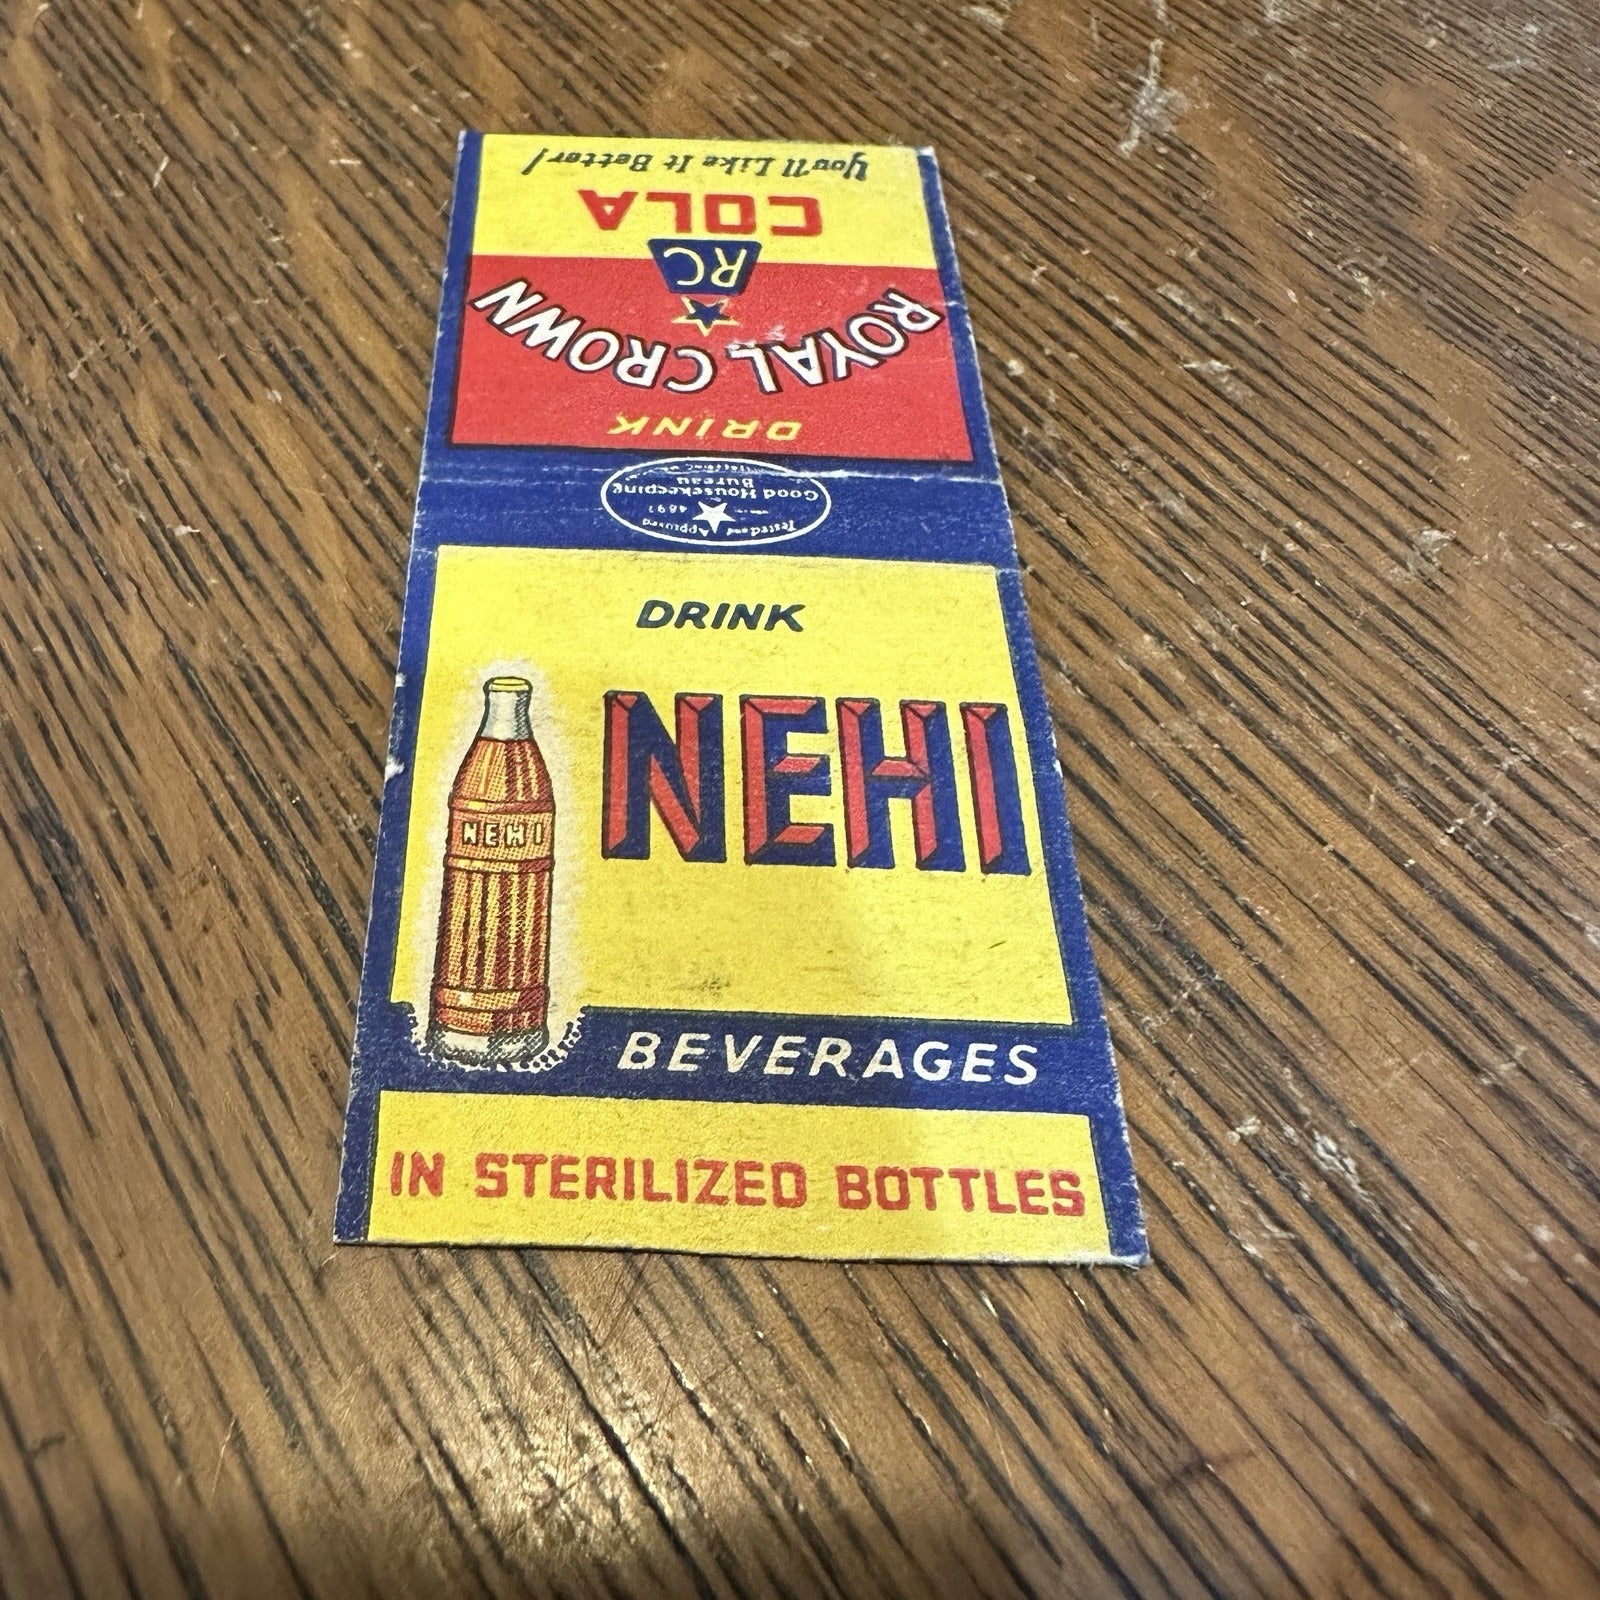 You'll Like It Better!
COLA
RC
ROYAL CROWN
DRINK
Tested and Approved
4897
Good Housekeeping
Bureau
DRINK
NEHI
NEHI
BEVERAGES
IN STERILIZED BOTTLES